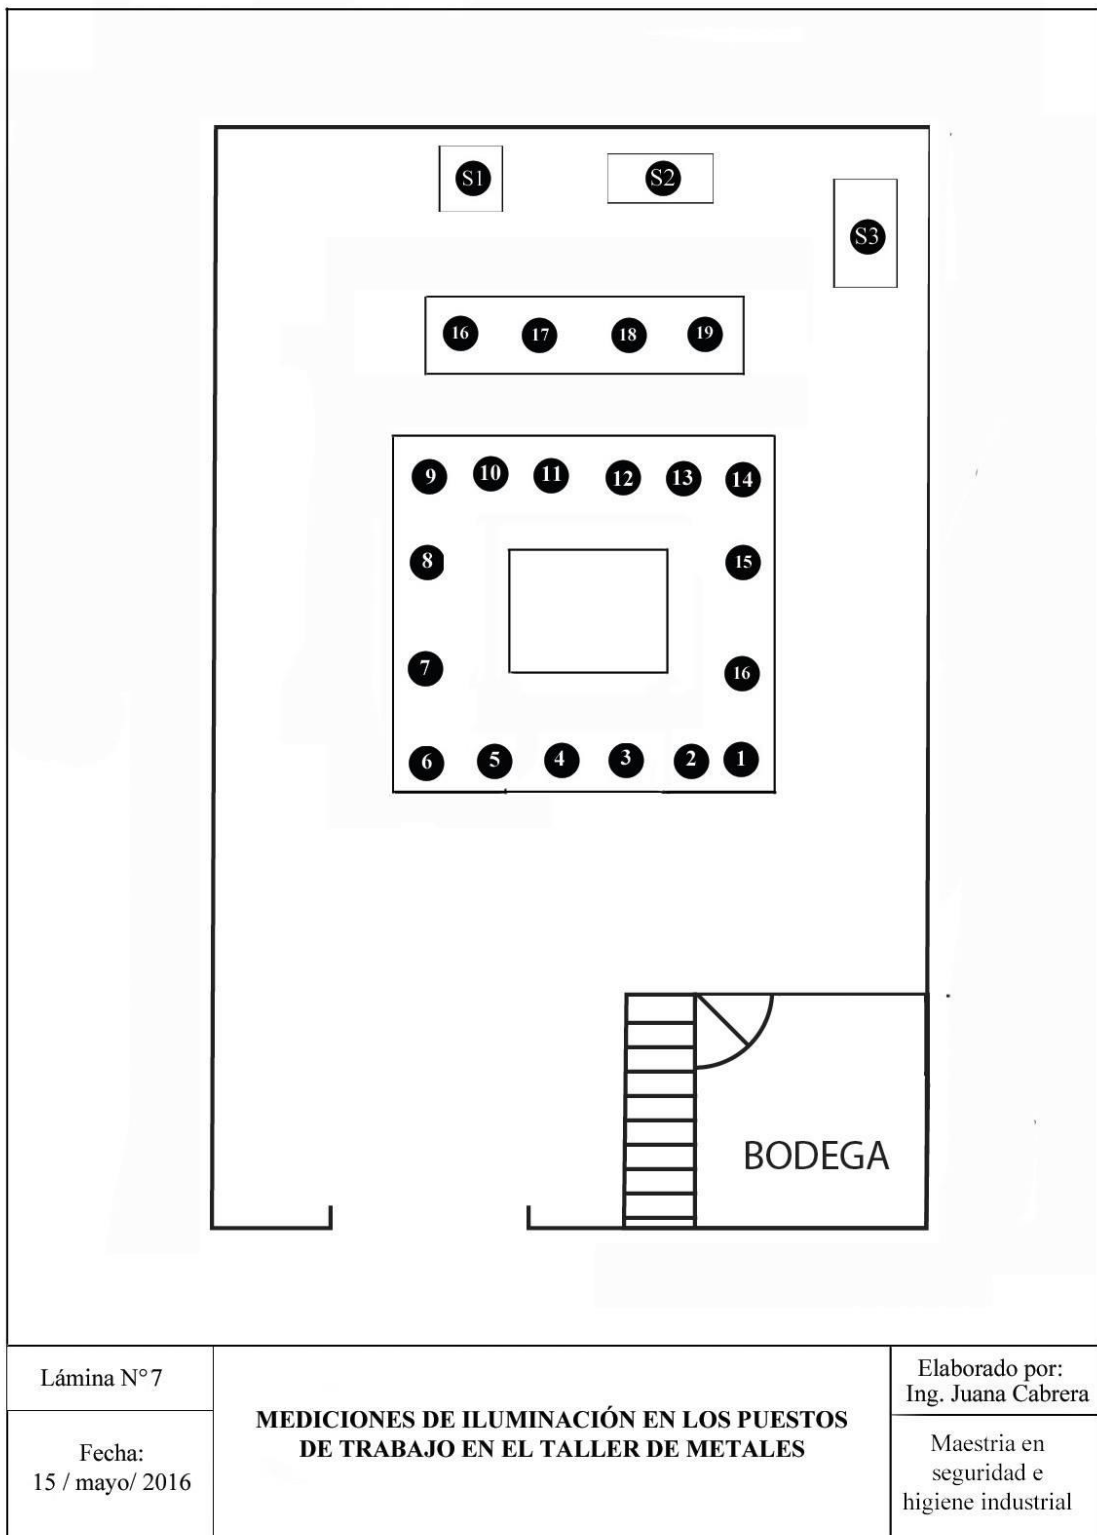 S1
S2
S3
16 17 18 19
9 10 11 12 13 14
8 15
7 16
6 5 4 3 2 1
BODEGA
Lámina N° 7
Fecha:
15 / mayo/ 2016
MEDICIONES DE ILUMINACIÓN EN LOS PUESTOS
DE TRABAJO EN EL TALLER DE METALES
Elaborado por:
Ing. Juana Cabrera
Maestria en
seguridad e
higiene industrial